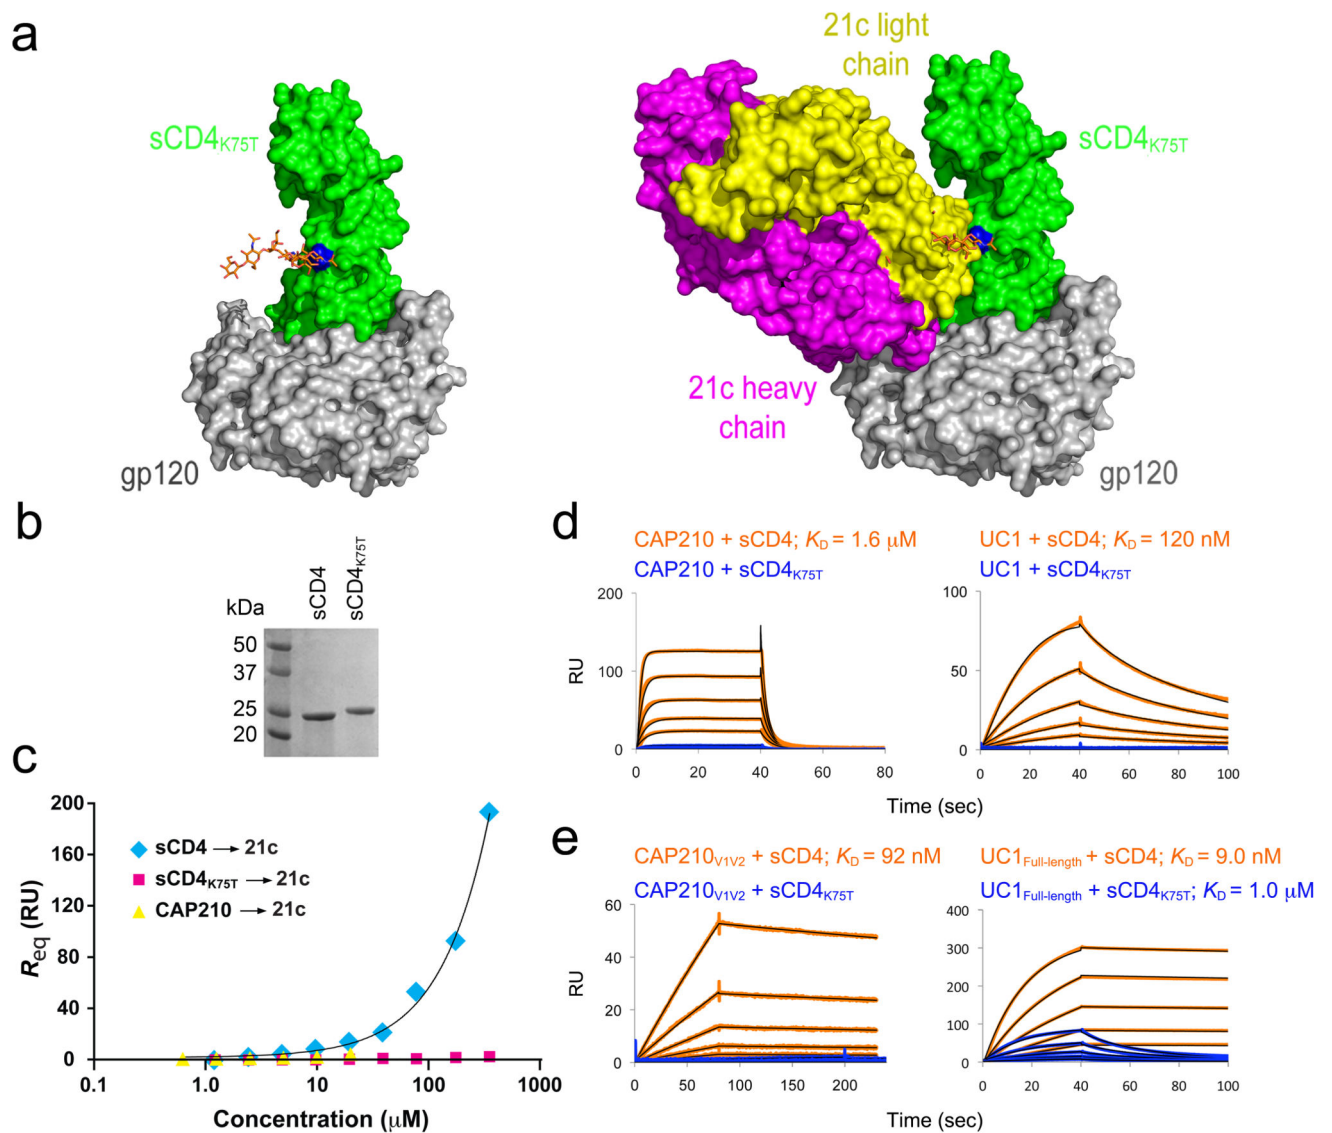 a
sCD4K75T
gp120
21c light
chain
sCD4K75T
21c heavy
chain
gp120
b
kDa
sCD4
sCD4K75T
50
37
25
20
c
200
160
120
80
40
0
Req (RU)
sCD4 → 21c
sCD4K75T → 21c
CAP210 → 21c
0.1
1.0
10
100
1000
Concentration (μM)
d
CAP210 + sCD4; KD = 1.6 μM
CAP210 + sCD4K75T
200
100
0
RU
0
20
40
60
80
UC1 + sCD4; KD = 120 nM
UC1 + sCD4K75T
100
50
0
0
20
40
60
80
100
Time (sec)
e
CAP210V1V2 + sCD4; KD = 92 nM
CAP210V1V2 + sCD4K75T
60
40
20
0
RU
0
50
100
150
200
UC1Full-length + sCD4; KD = 9.0 nM
UC1Full-length + sCD4K75T; KD = 1.0 μM
400
300
200
100
0
0
20
40
60
80
100
Time (sec)